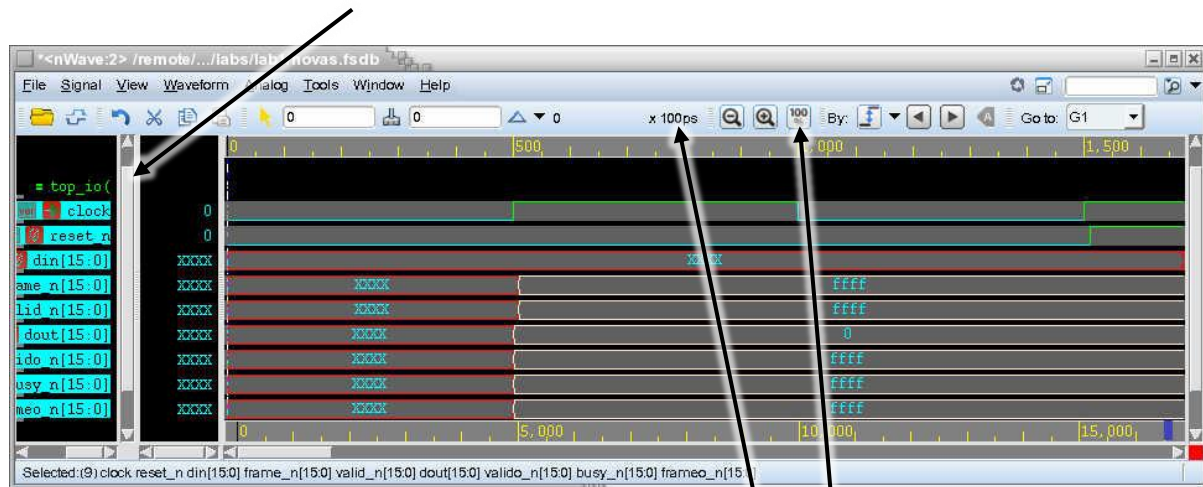 *<nWave:2> /remote/.../labs/lab novas.fsdb
File Signal View Waveform Analog Tools Window Help
0 0 0 x 100ps 100 % By: Go to: G1
0 500 ,000 1,500
= top_io(
clock 0
reset_n 0
din[15:0] XXXX XXXX
ame_n[15:0] XXXX XXXX ffff
lid_n[15:0] XXXX XXXX ffff
dout[15:0] XXXX XXXX 0
ido_n[15:0] XXXX XXXX ffff
usy_n[15:0] XXXX XXXX ffff
meo_n[15:0] XXXX XXXX ffff
0 5,000 10,000 15,000
Selected:(9) clock reset_n din[15:0] frame_n[15:0] valid_n[15:0] dout[15:0] valido_n[15:0] busy_n[15:0] frameo_n[15: